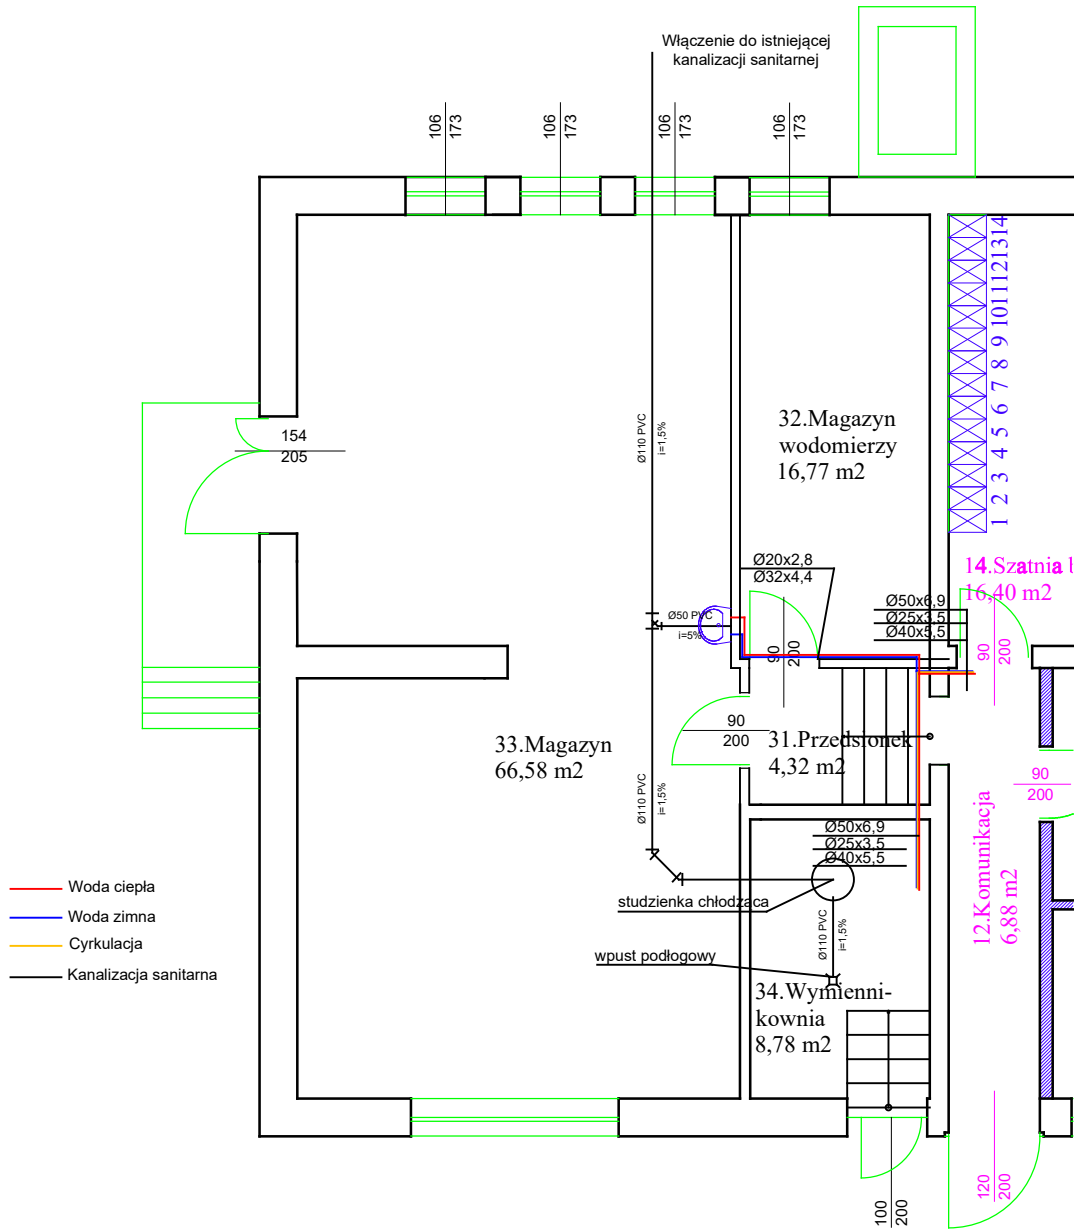 Włączenie do istniejącej
kanalizacji sanitarnej
106
173
106
173
106
173
106
173
14
13
12
11
10
9
8
7
6
5
4
3
2
1
154
205
Ø110 PVC
i=1,5%
32.Magazyn
wodomierzy
16,77 m2
Ø20x2,8
Ø32x4,4
14.Szatnia b
16,40 m2
Ø50x6,9
Ø25x3,5
Ø40x5,5
Ø50 PVC
i=5%
90
200
90
200
90
200
33.Magazyn
66,58 m2
31.Przedsionek
4,32 m2
90
200
Ø110 PVC
i=1,5%
Ø50x6,9
Ø25x3,5
Ø40x5,5
12.Komunikacja
6,88 m2
studzienka chłodząca
Ø110 PVC
i=1,5%
wpust podłogowy
34.Wymienni-
kownia
8,78 m2
Woda ciepła
Woda zimna
Cyrkulacja
Kanalizacja sanitarna
100
200
120
200